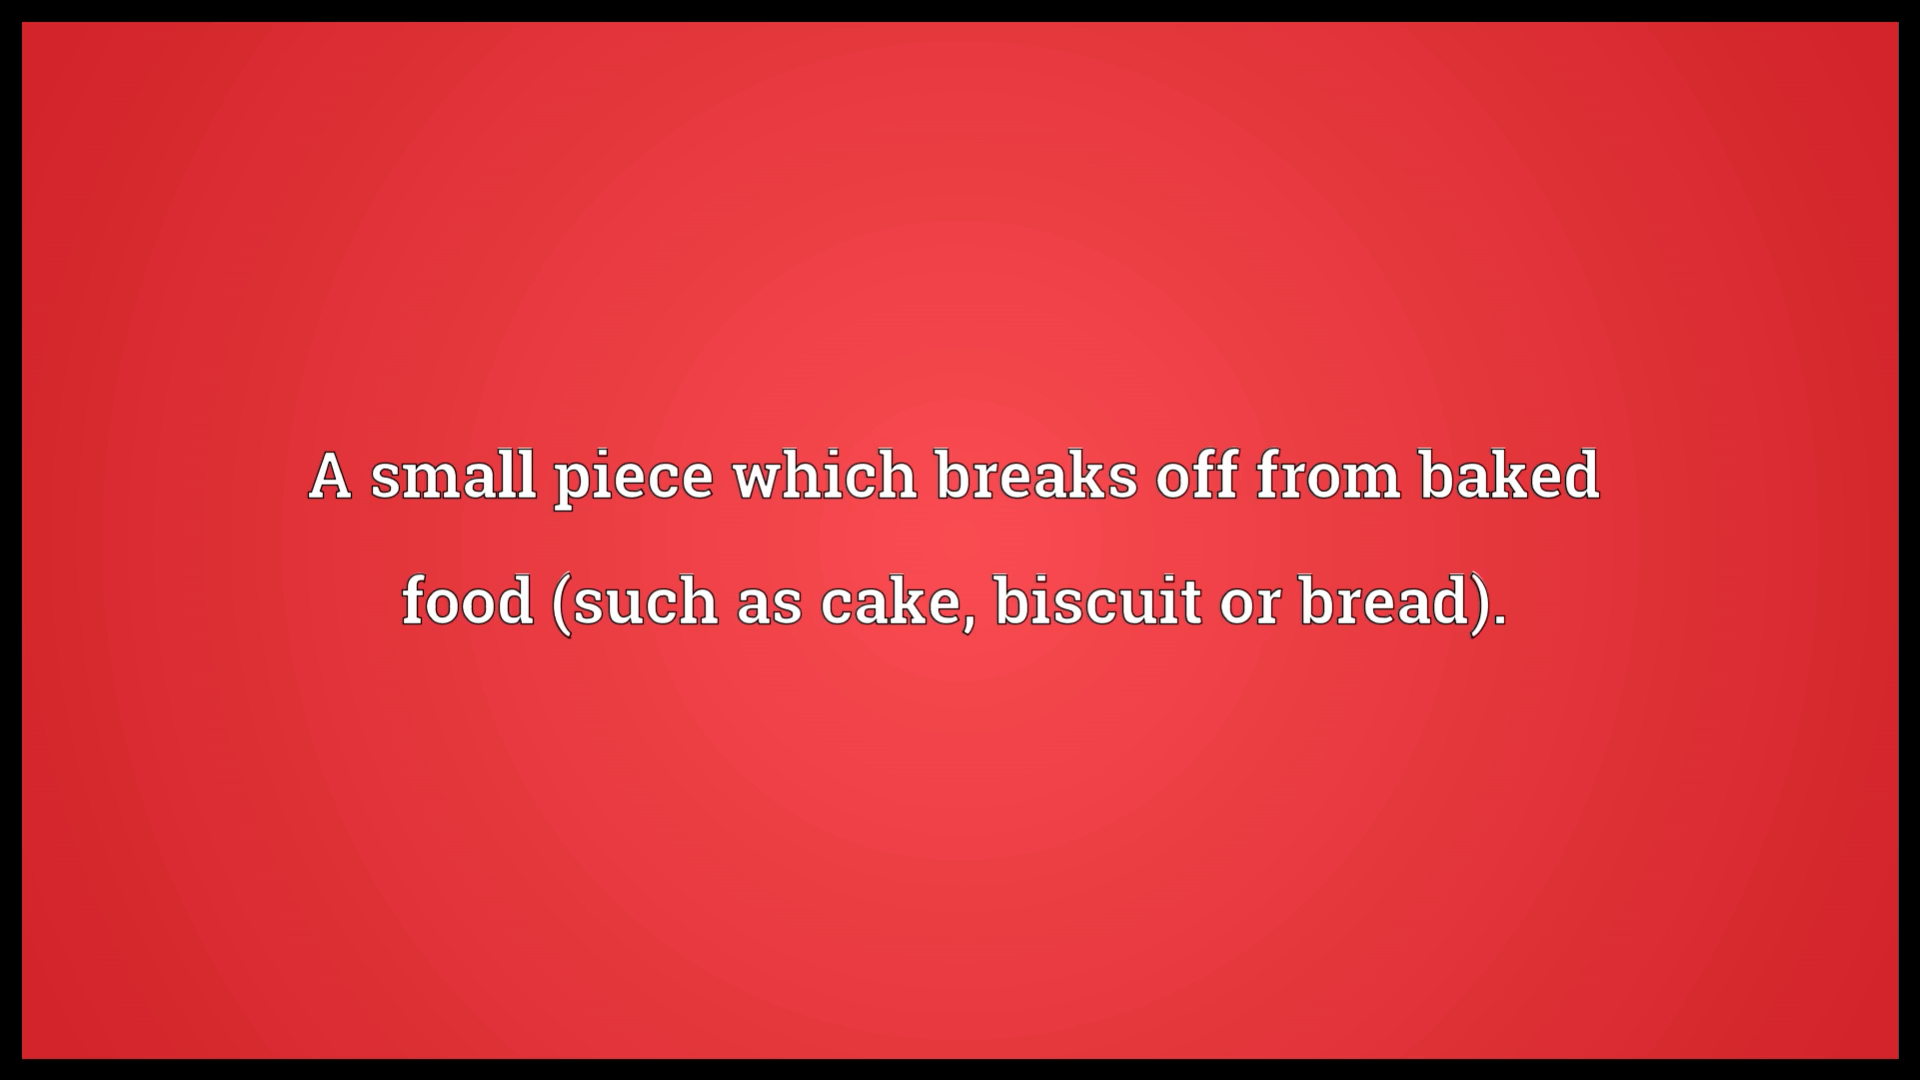 A small piece which breaks off from baked
food (such as cake, biscuit or bread).